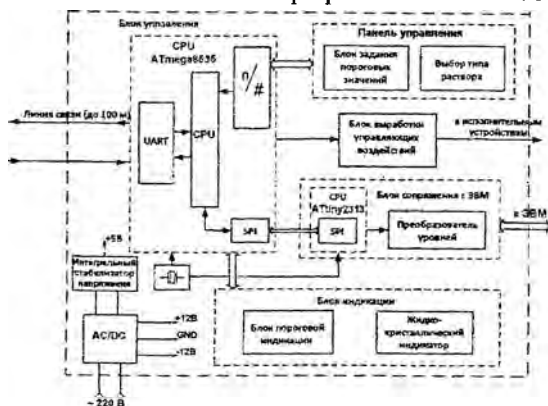 Блок управления
CPU
ATmega8535
UART
CPU
n/#
SPI
Линия связи (до 100 м)
Панель управления
Блок задания
пороговых
значений
Выбор типа
раствора
Блок выработки
управляющих
воздействий
к исполнительным
устройствам
CPU
ATtiny2313
SPI
Блок сопряжения с ЭВМ
Преобразователь
уровней
к ЭВМ
+5В
Интегральный
стабилизатор
напряжения
AC/DC
+12В
GND
-12В
~ 220 В
Блок индикации
Блок пороговой
индикации
Жидко-
кристаллический
индикатор